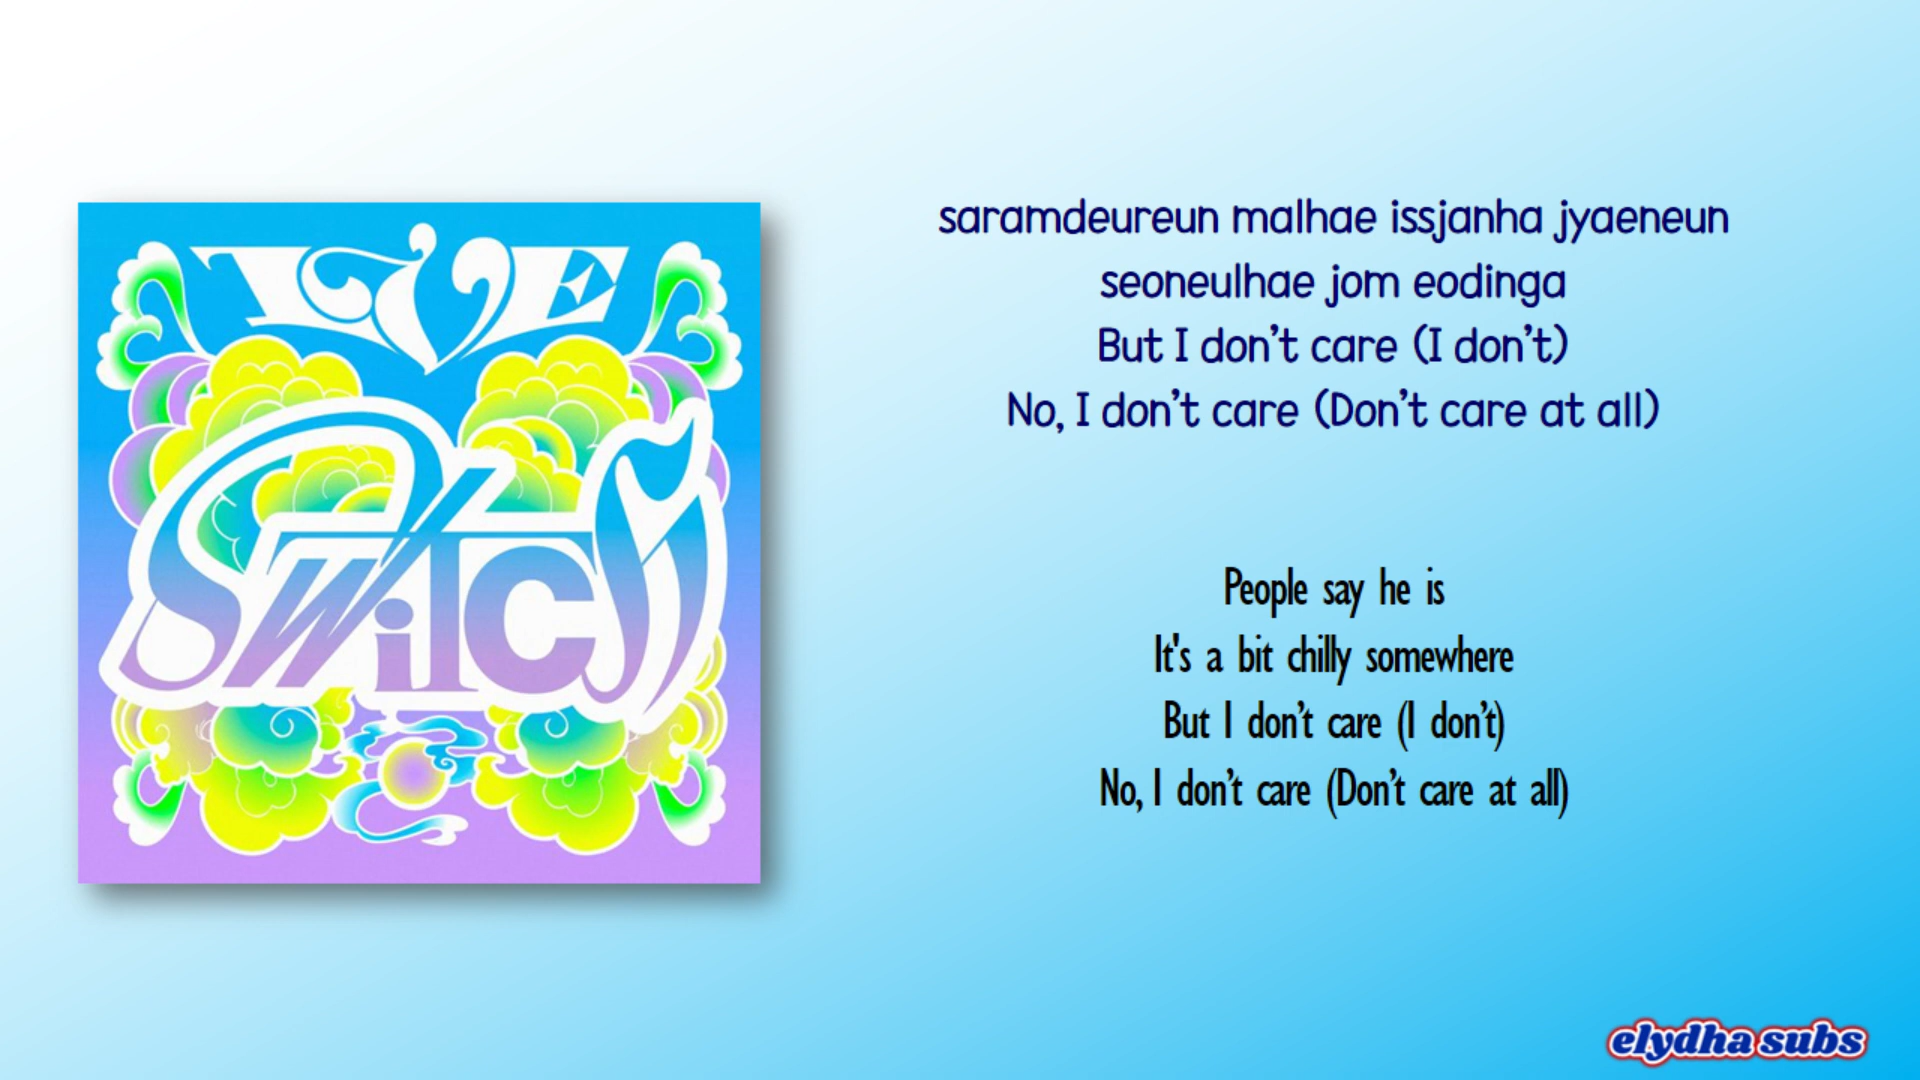 IVE
SWITCH
saramdeureun malhae issjanha jyaeneun
seoneulhae jom eodinga
But I don’t care (I don’t)
No, I don’t care (Don’t care at all)
People say he is
It's a bit chilly somewhere
But I don’t care (I don’t)
No, I don’t care (Don’t care at all)
elydha subs